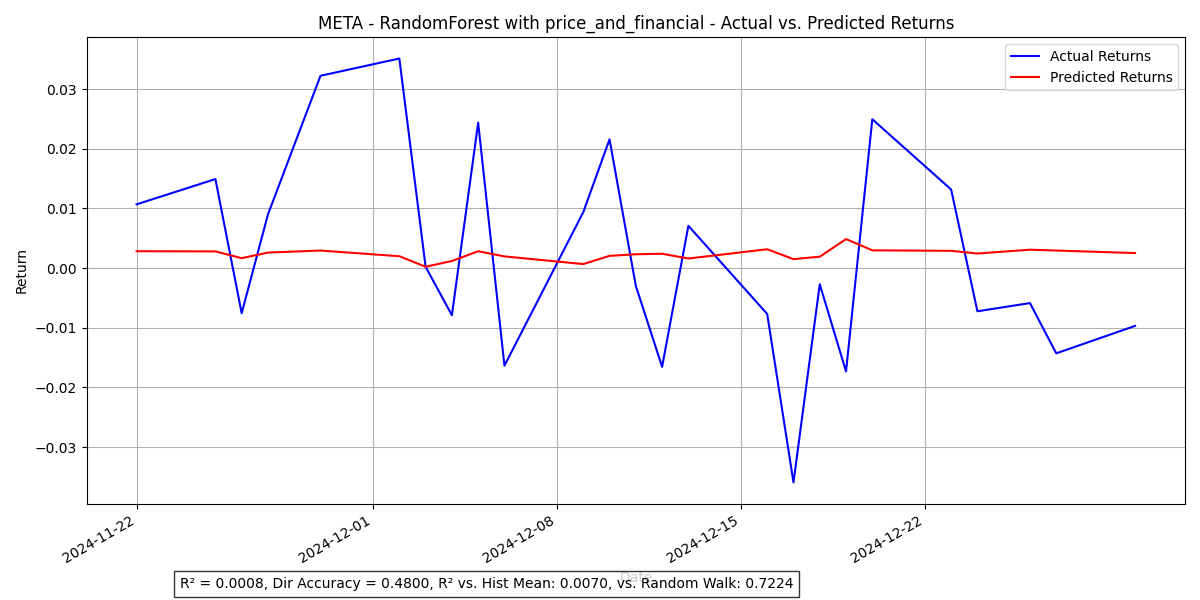 META - RandomForest with price_and_financial - Actual vs. Predicted Returns
Actual Returns
Predicted Returns
Return
0.03
0.02
0.01
0.00
−0.01
−0.02
−0.03
2024-11-22
2024-12-01
2024-12-08
2024-12-15
2024-12-22
Date
R² = 0.0008, Dir Accuracy = 0.4800, R² vs. Hist Mean: 0.0070, vs. Random Walk: 0.7224